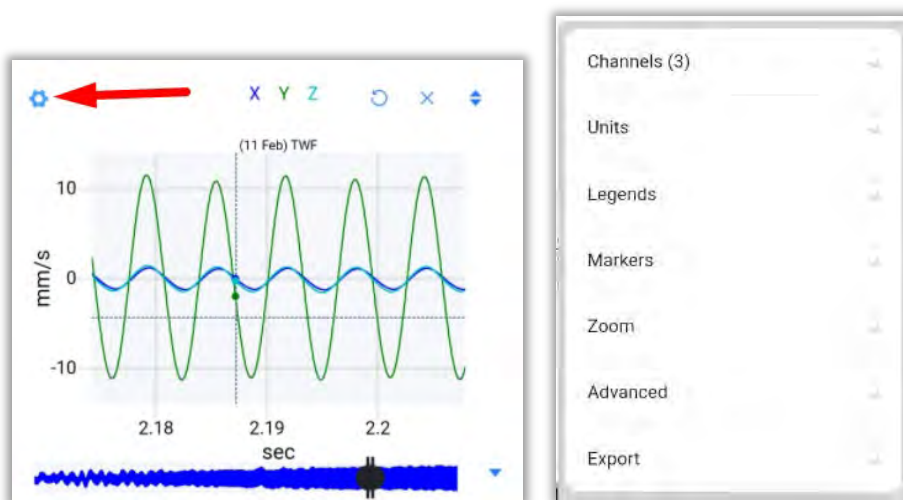 X Y Z
(11 Feb) TWF
10
0
-10
mm/s
2.18 2.19 2.2
sec
Channels (3)
Units
Legends
Markers
Zoom
Advanced
Export